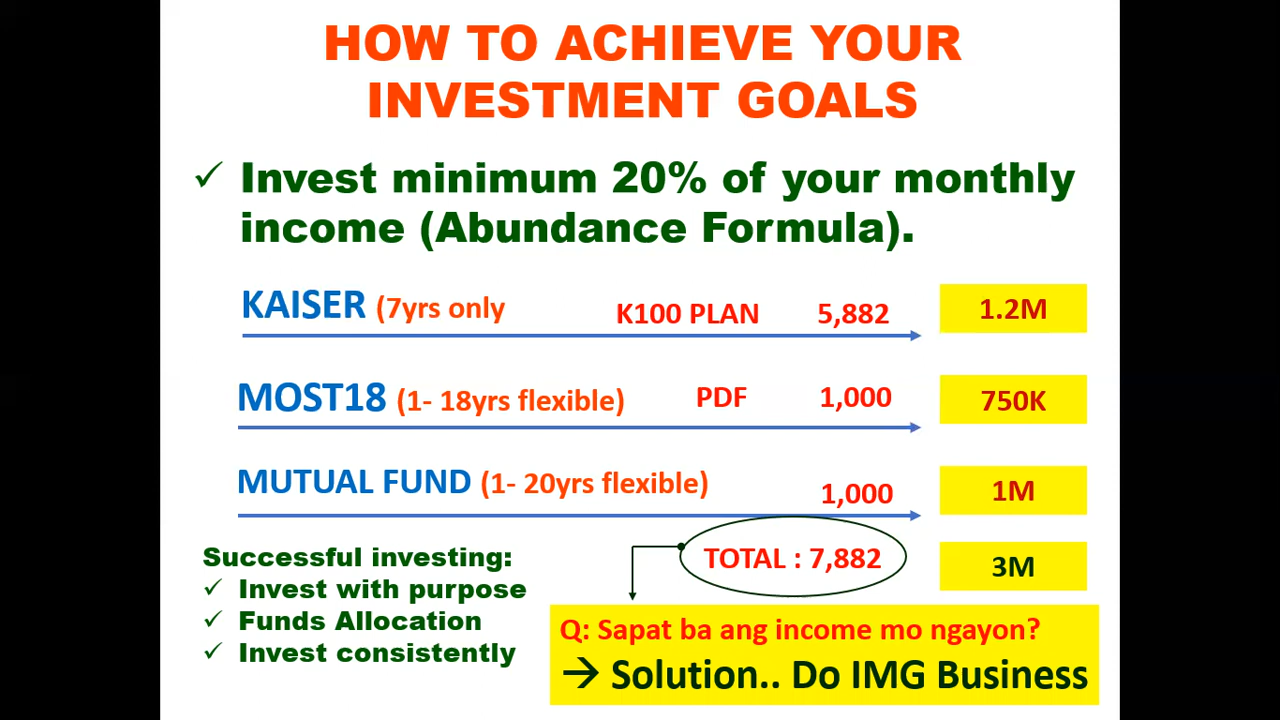 HOW TO ACHIEVE YOUR
INVESTMENT GOALS
✓ Invest minimum 20% of your monthly
income (Abundance Formula).
KAISER (7yrs only K100 PLAN 5,882 1.2M
MOST18 (1- 18yrs flexible) PDF 1,000 750K
MUTUAL FUND (1- 20yrs flexible) 1,000 1M
TOTAL : 7,882 3M
Successful investing:
✓ Invest with purpose
✓ Funds Allocation
✓ Invest consistently
Q: Sapat ba ang income mo ngayon?
→ Solution.. Do IMG Business